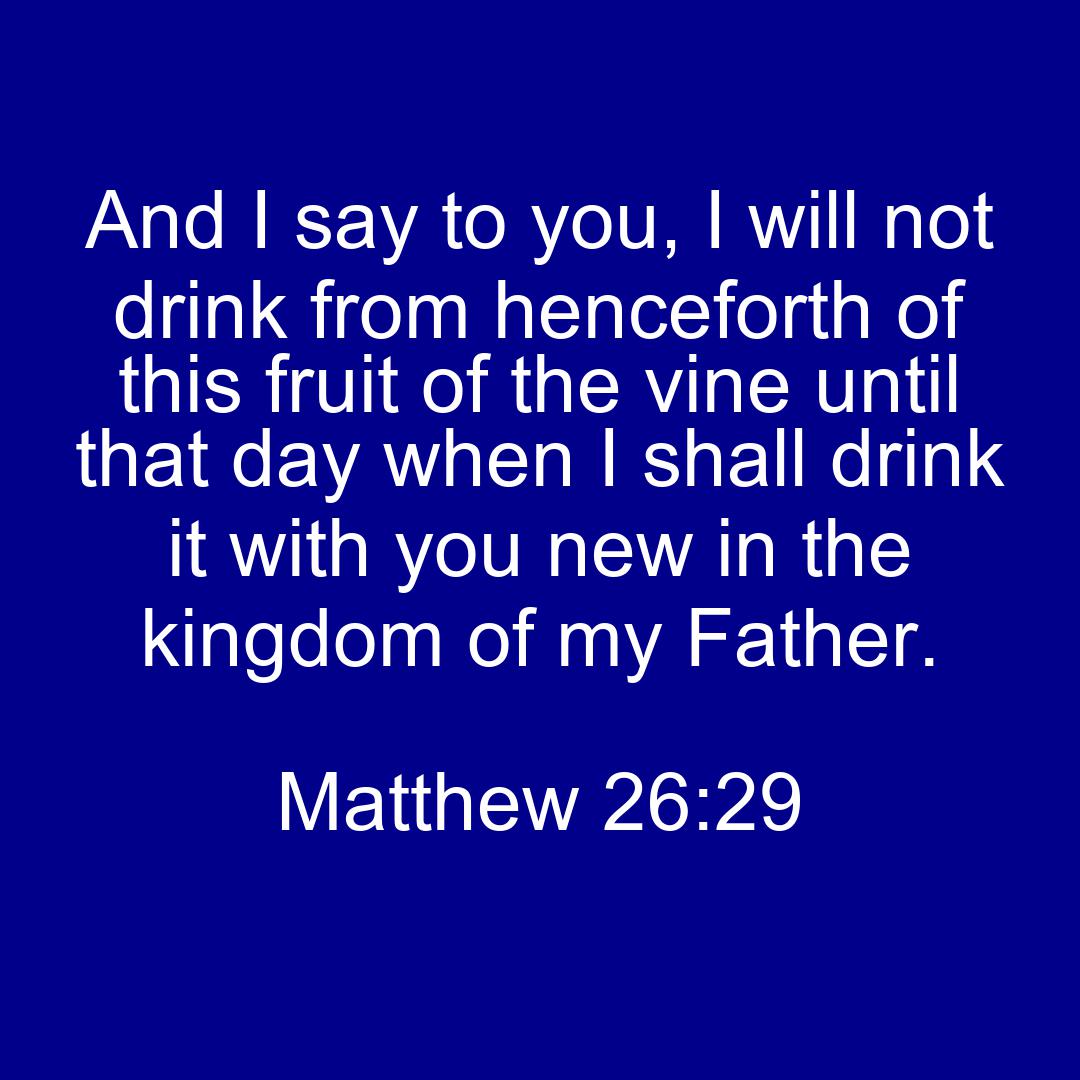 And I say to you, I will not
drink from henceforth of
this fruit of the vine until
that day when I shall drink
it with you new in the
kingdom of my Father.
Matthew 26:29